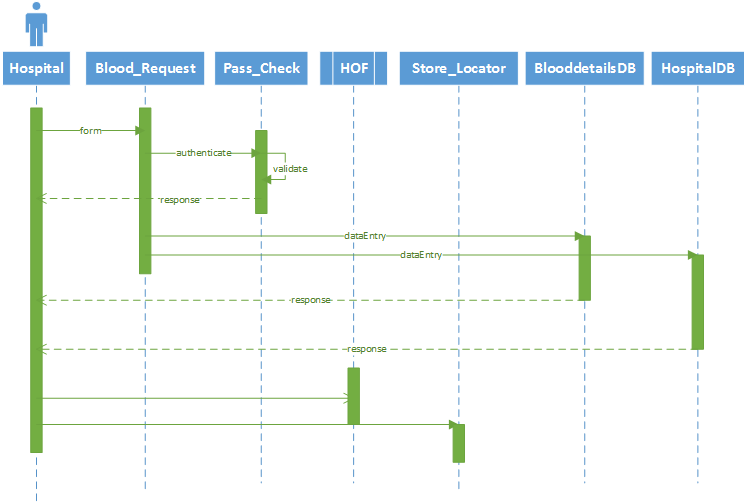 Hospital
Blood_Request
Pass_Check
HOF
Store_Locator
BlooddetailsDB
HospitalDB
form
authenticate
validate
response
dataEntry
dataEntry
response
response